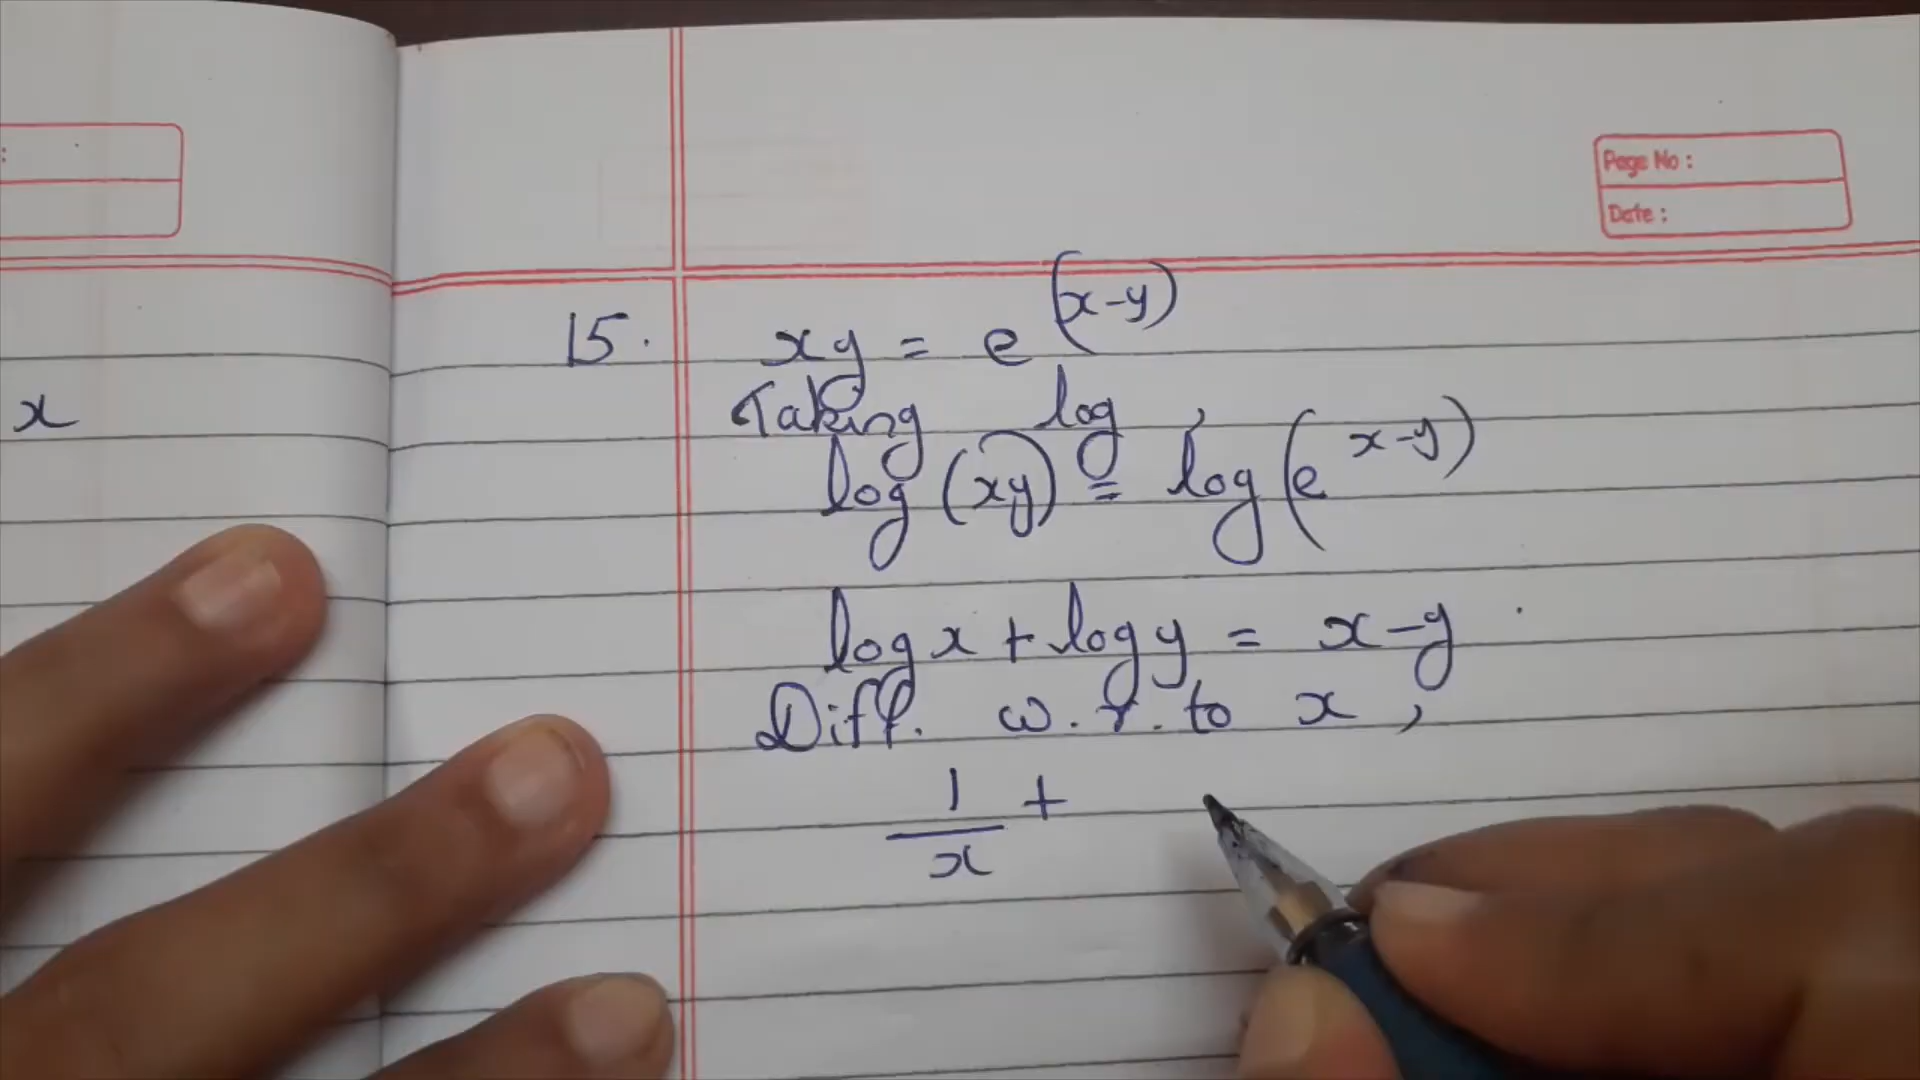 :
Page No :
Date :
x
15. xy = e^(x-y)
Taking log,
log (xy) = log (e^x-y)
log x + log y = x-y
Diff. w.r. to x,
1/x +